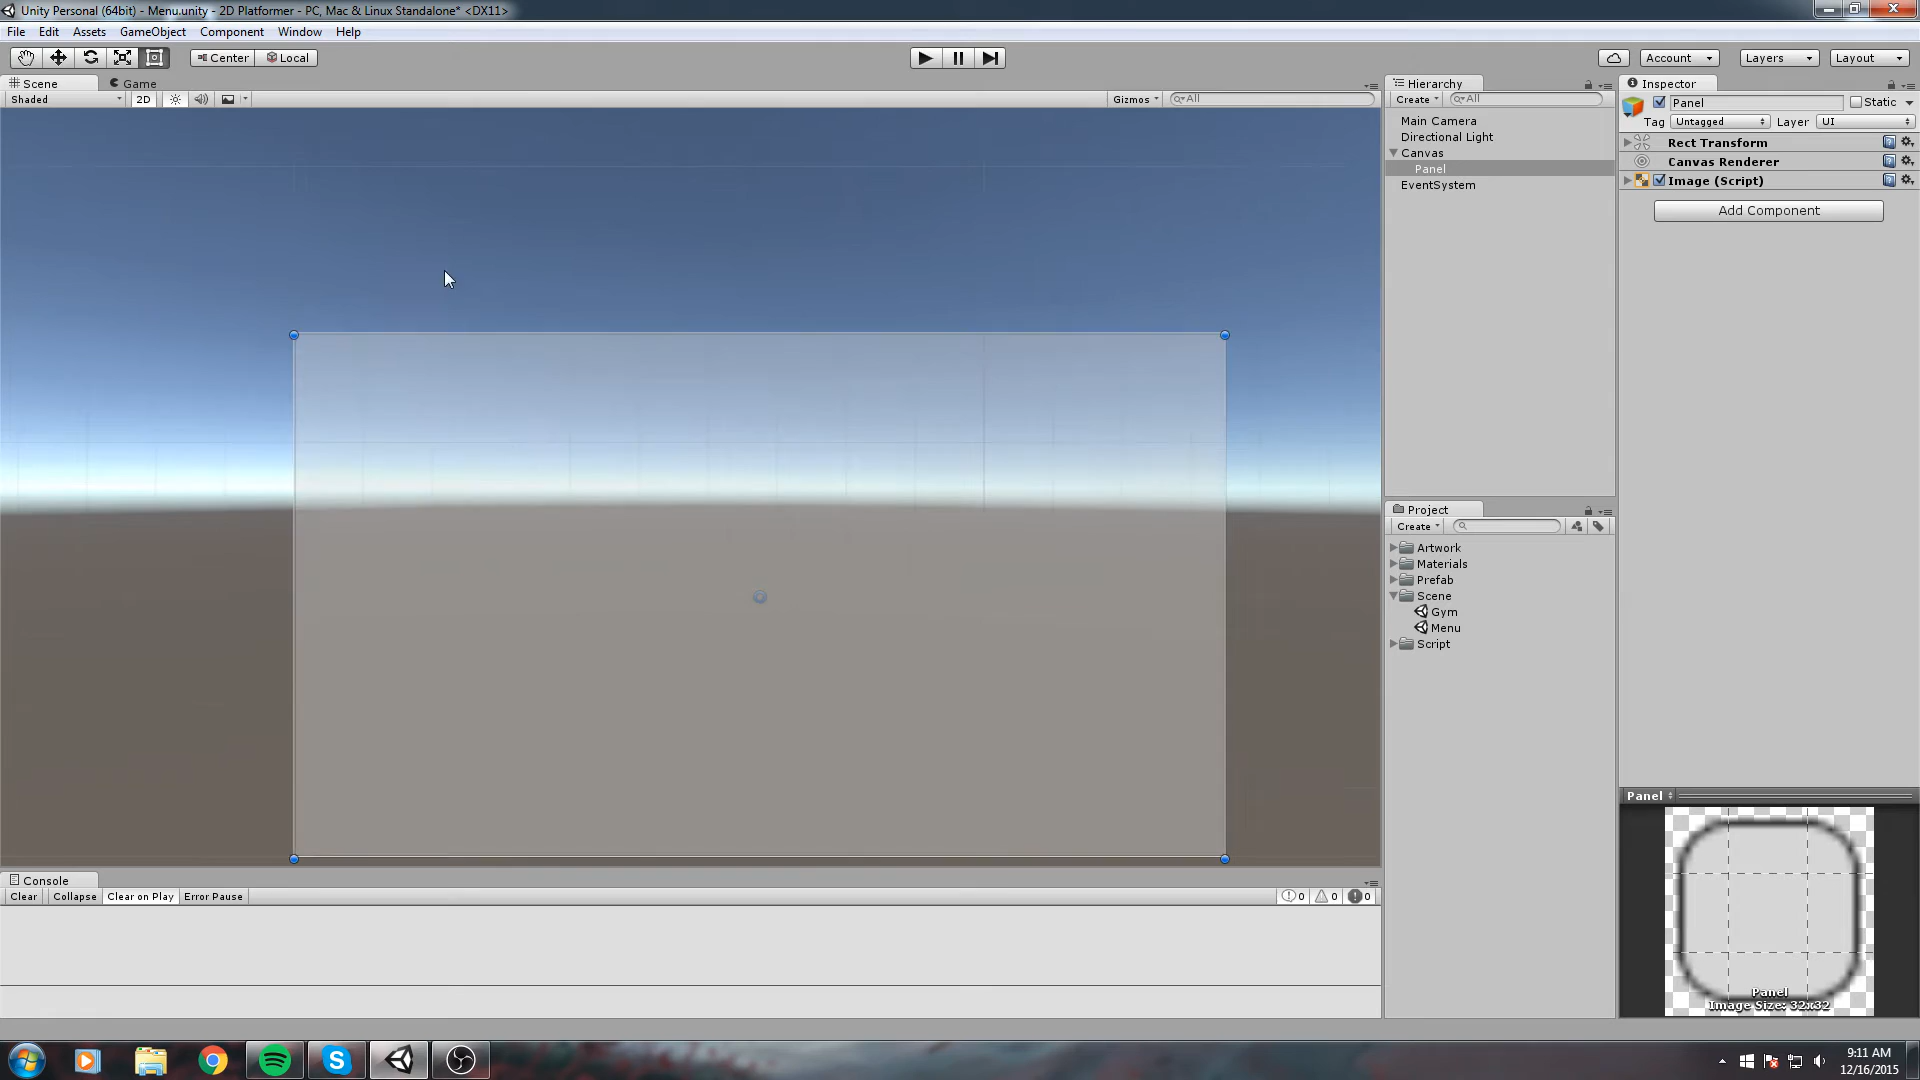 Unity Personal (64bit) - Menu.unity - 2D Platformer - PC, Mac & Linux Standalone* <DX11>
File Edit Assets GameObject Component Window Help
Center Local Account Layers Layout
Scene Game
Shaded 2D Gizmos All
Hierarchy
Create All
Main Camera
Directional Light
Canvas
Panel
EventSystem
Inspector
Panel Static
Tag Untagged Layer UI
Rect Transform
Canvas Renderer
Image (Script)
Add Component
Project
Create
Artwork
Materials
Prefab
Scene
Gym
Menu
Script
Panel
Panel
Image Size: 32x32
Console
Clear Collapse Clear on Play Error Pause 0 0 0
9:11 AM
12/16/2015